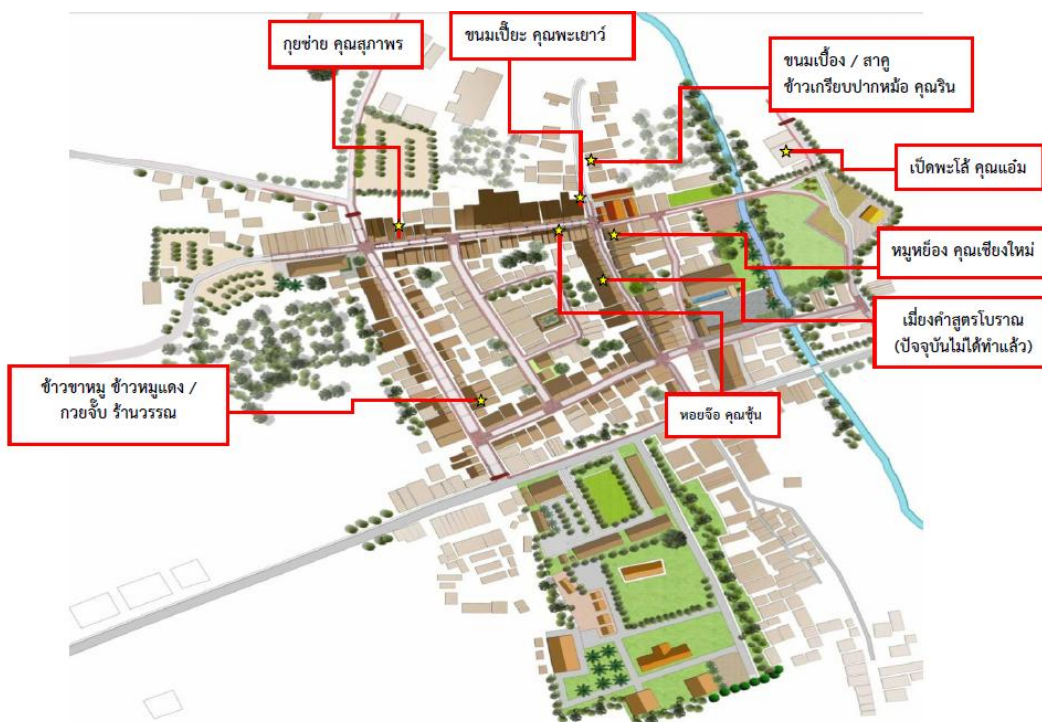 กุยช่าย คุณสุภาพร
ขนมเปี๊ยะ คุณพะเยาว์
ขนมเบื้อง / สาคู
ข้าวเกรียบปากหม้อ คุณริน
เป็ดพะโล้ คุณแอ๋ม
หมูหย็อง คุณเซียงใหม่
เมี่ยงคำสูตรโบราณ
(ปัจจุบันไม่ได้ทำแล้ว)
ข้าวขาหมู ข้าวหมูแดง /
กวยจั๊บ ร้านวรรณ
หอยจ๊อ คุณชุ้น